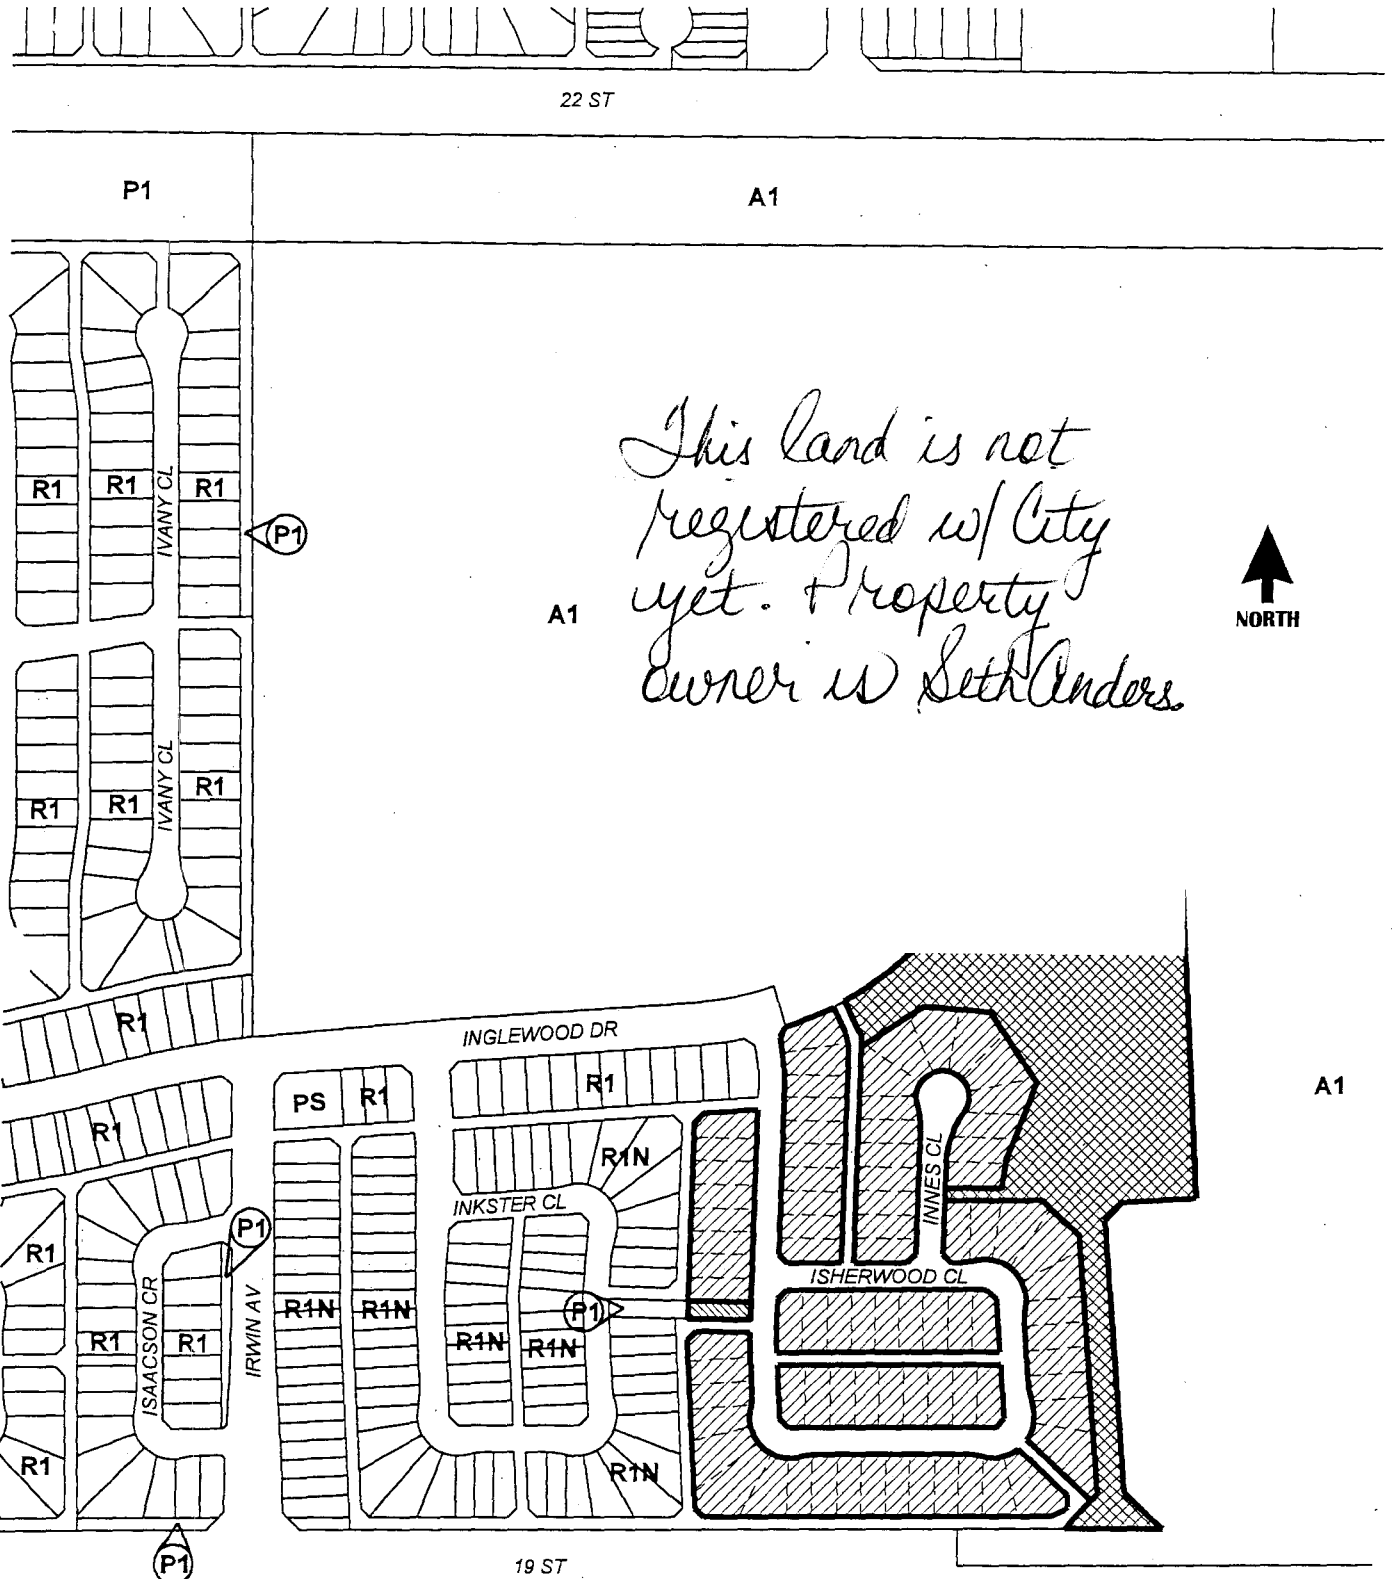 22 ST
P1
A1
This land is not
registered w/ City
yet. Property
owner is Seth Anders.
A1
NORTH
R1
R1
R1
IVANY CL
P1
IVANY CL
R1
R1
R1
R1
INGLEWOOD DR
A1
PS
R1
R1
R1
R1N
INKSTER CL
INNES CL
P1
R1
ISHERWOOD CL
ISAACSON CR
IRWIN AV
R1N
R1N
P1
R1
R1
R1N
R1N
R1
R1N
P1
19 ST